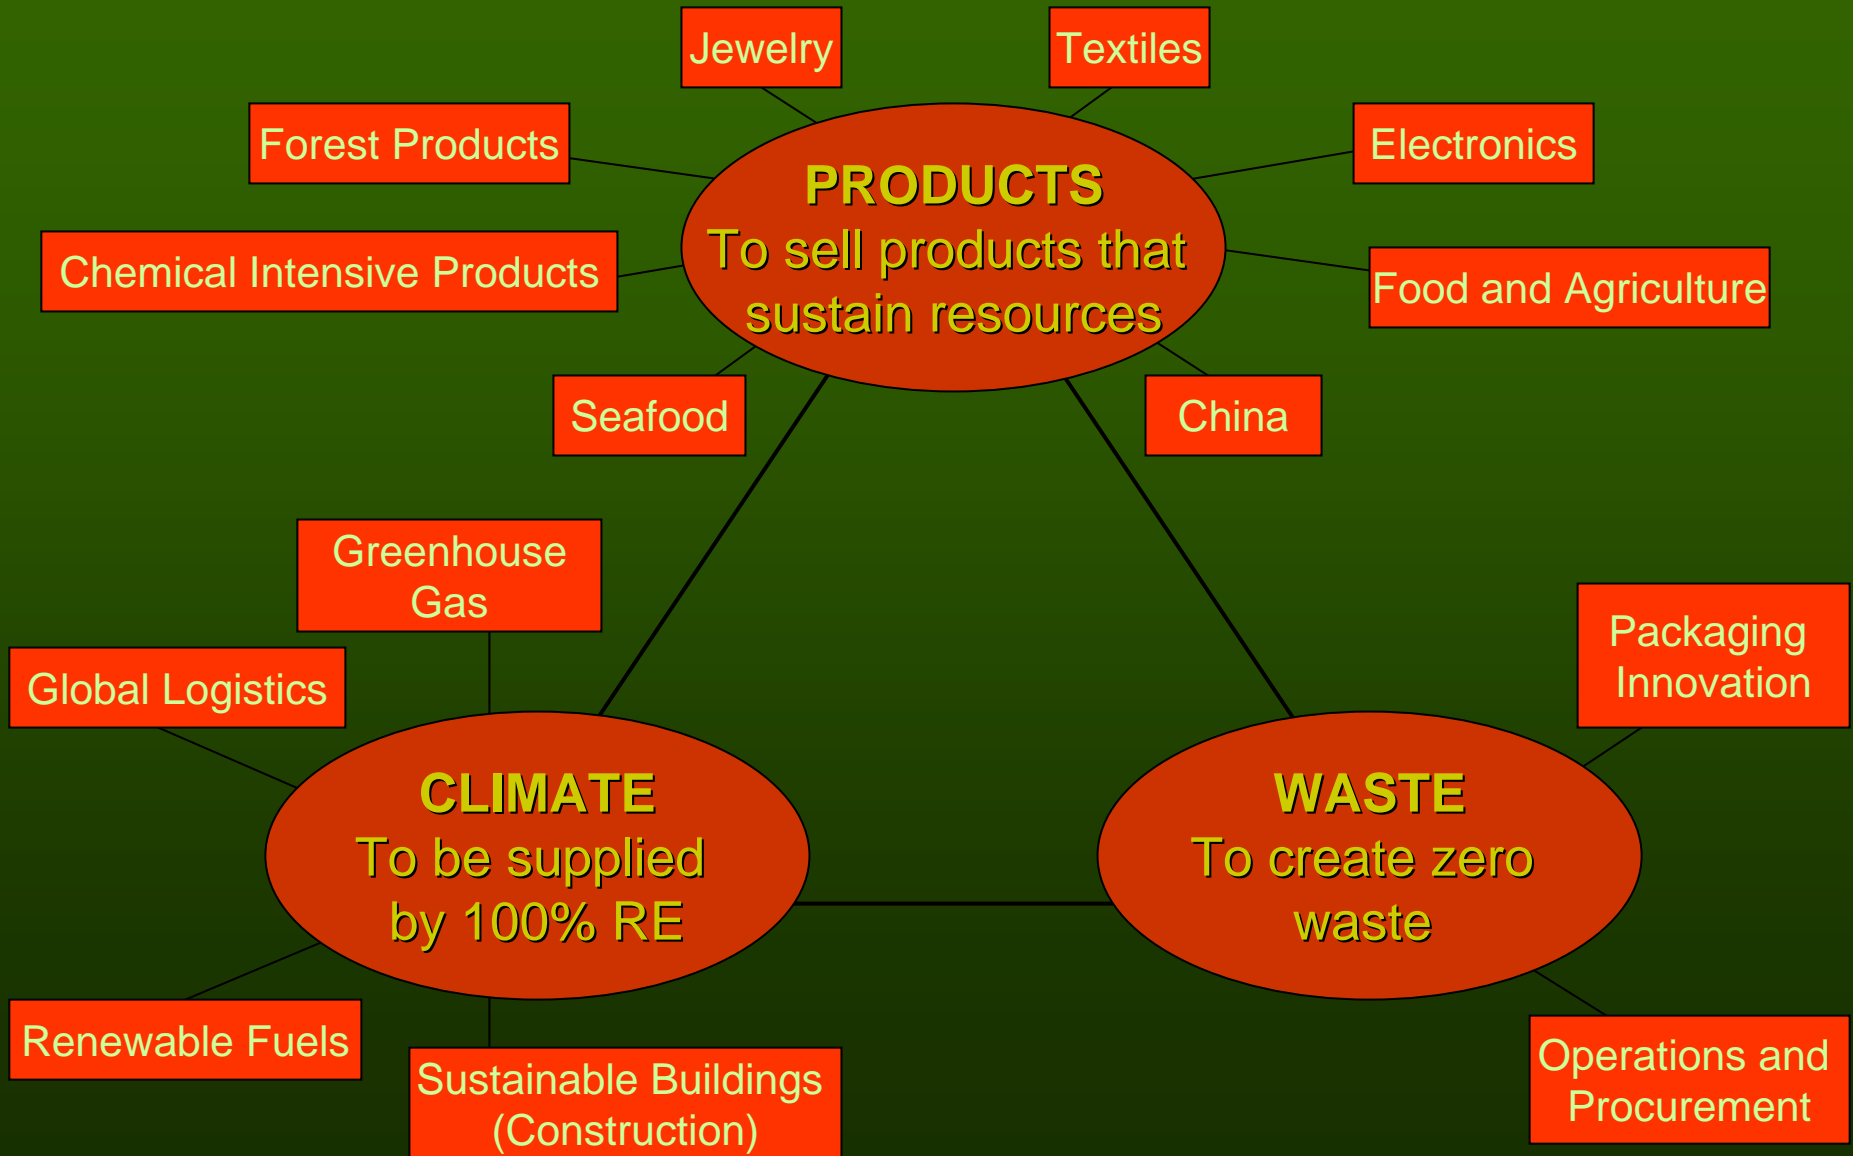 Jewelry
Textiles
Forest Products
Electronics
PRODUCTS
To sell products that
sustain resources
Chemical Intensive Products
Food and Agriculture
Seafood
China
Greenhouse
Gas
Global Logistics
Packaging
Innovation
CLIMATE
To be supplied
by 100% RE
WASTE
To create zero
waste
Renewable Fuels
Sustainable Buildings
(Construction)
Operations and
Procurement